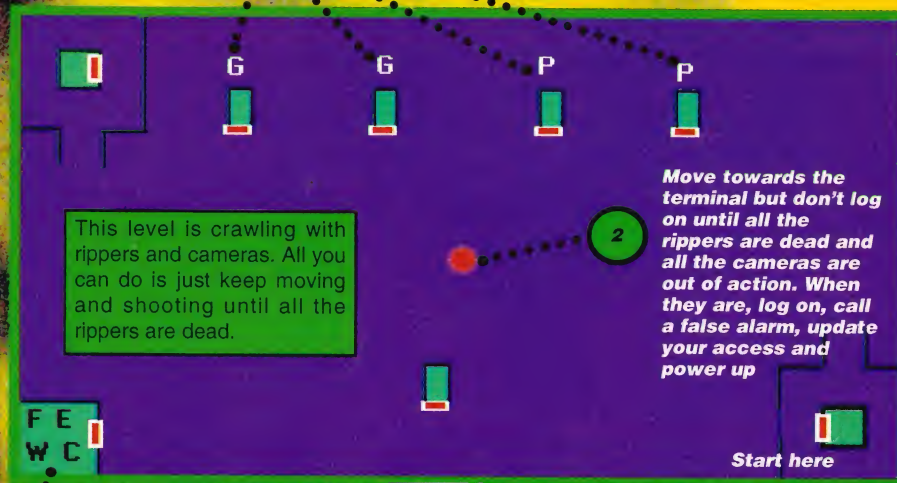 G G P P
This level is crawling with
rippers and cameras. All you
can do is just keep moving
and shooting until all the
rippers are dead.
2
Move towards the
terminal but don't log
on until all the
rippers are dead and
all the cameras are
out of action. When
they are, log on, call
a false alarm, update
your access and
power up
F E
W C
Start here